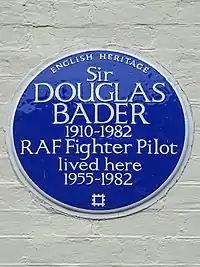 ENGLISH HERITAGE
Sir
DOUGLAS
BADER
1910-1982
RAF Fighter Pilot
lived here
1955-1982